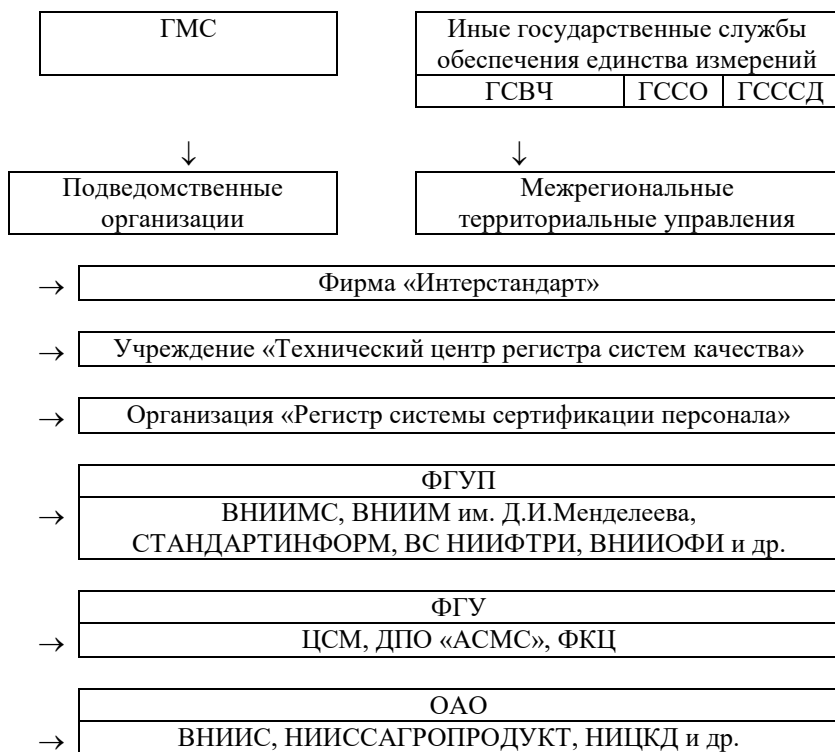 ГМС
Иные государственные службы
обеспечения единства измерений
ГСВЧ ГССО ГСССД
↓ ↓
Подведомственные
организации
Межрегиональные
территориальные управления
→ Фирма «Интерстандарт»
→ Учреждение «Технический центр регистра систем качества»
→ Организация «Регистр системы сертификации персонала»
ФГУП
→ ВНИИМС, ВНИИМ им. Д.И.Менделеева,
СТАНДАРТИНФОРМ, ВС НИИФТРИ, ВНИИОФИ и др.
ФГУ
→ ЦСМ, ДПО «АСМС», ФКЦ
ОАО
→ ВНИИС, НИИССАГРОПРОДУКТ, НИЦКД и др.